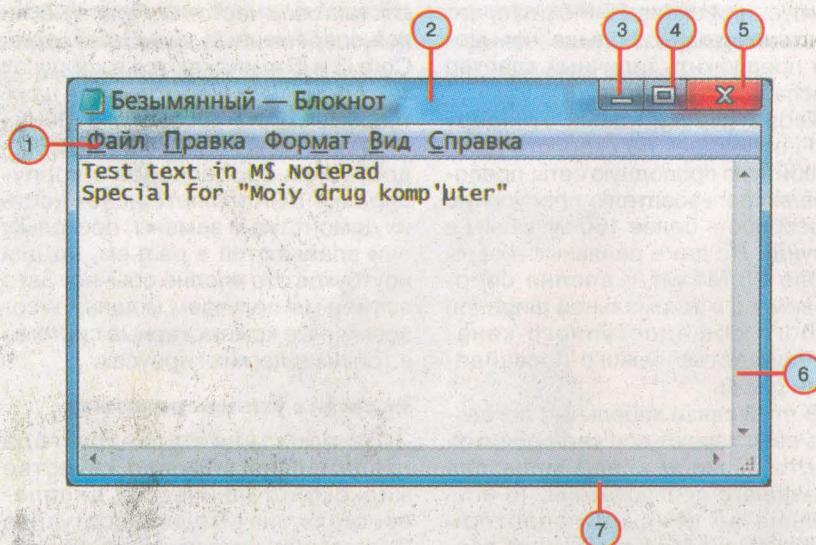 2 3 4 5
Безымянный — Блокнот
1
Файл Правка Формат Вид Справка
Test text in M$ NotePad
Special for "Moiy drug komp'uter"
6
7